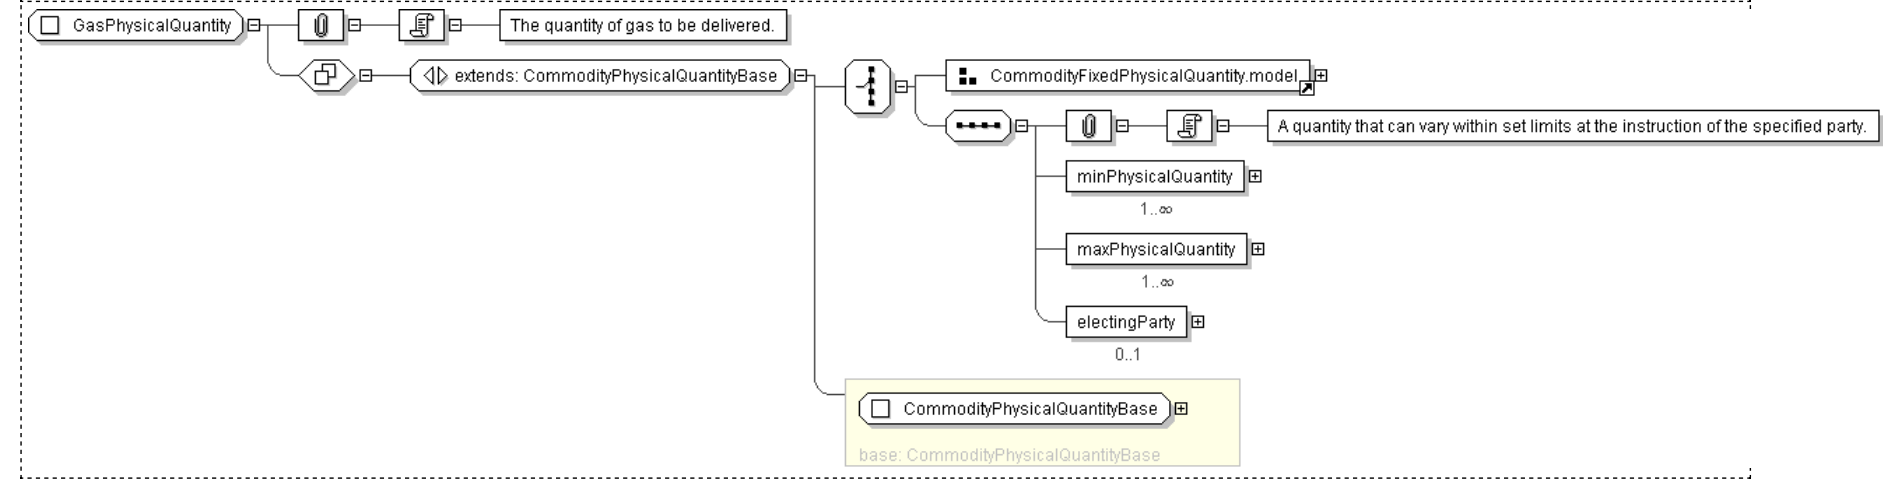 GasPhysicalQuantity
The quantity of gas to be delivered.
extends: CommodityPhysicalQuantityBase
CommodityFixedPhysicalQuantity.model
A quantity that can vary within set limits at the instruction of the specified party.
minPhysicalQuantity
1..∞
maxPhysicalQuantity
1..∞
electingParty
0..1
CommodityPhysicalQuantityBase
base: CommodityPhysicalQuantityBase